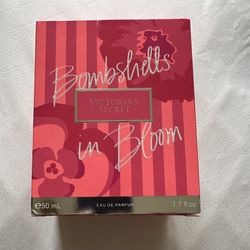 Bombshells
VICTORIA'S
SECRET
in Bloom
e 50 mL
EAU DE PARFUM
1.7 fl oz